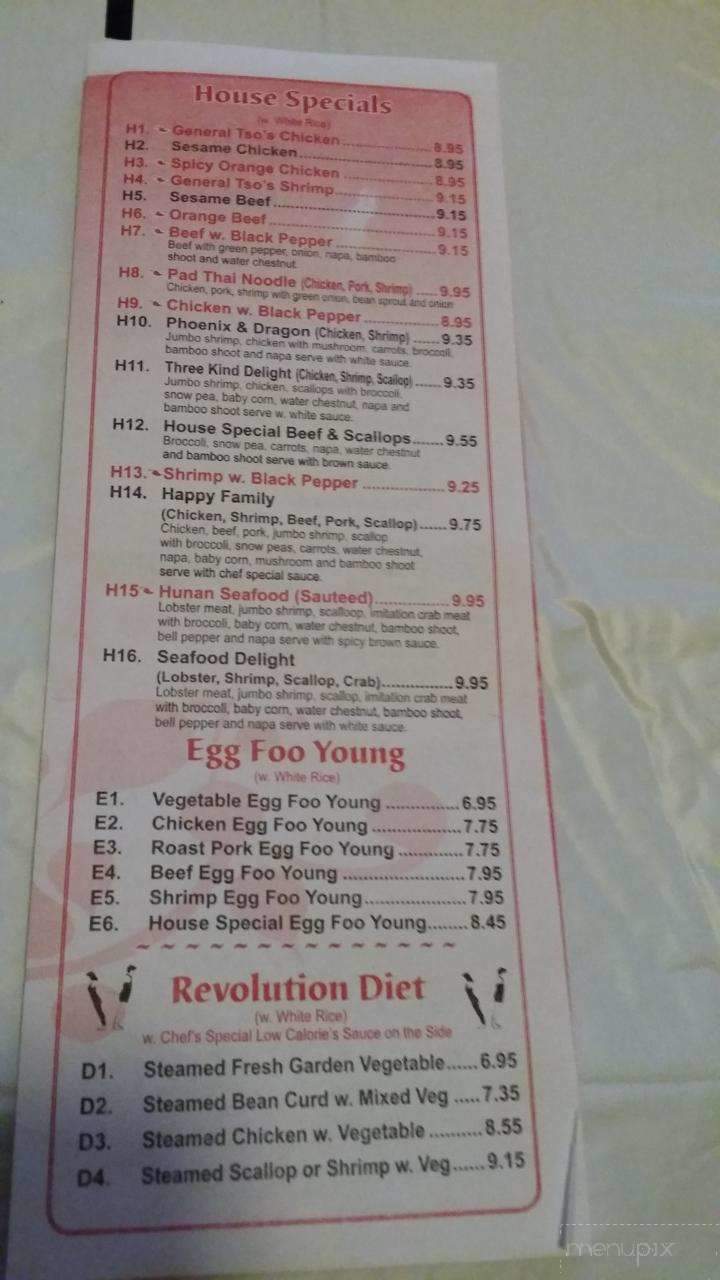 House Specials
(w. White Rice)
H1. General Tso's Chicken ................ 8.95
H2. Sesame Chicken........................ 8.95
H3. Spicy Orange Chicken ................ 8.95
H4. General Tso's Shrimp.................. 9.15
H5. Sesame Beef ............................. 9.15
H6. Orange Beef .............................. 9.15
H7. Beef w. Black Pepper .................. 9.15
Beef with green pepper, onion, napa, bamboo
shoot and water chestnut.
H8. Pad Thai Noodle (Chicken, Pork, Shrimp) ..... 9.95
Chicken, pork, shrimp with green onion, bean sprout and onion
H9. Chicken w. Black Pepper ............... 8.95
H10. Phoenix & Dragon (Chicken, Shrimp) ...... 9.35
Jumbo shrimp, chicken with mushroom, carrots, broccoli,
bamboo shoot and napa serve with white sauce.
H11. Three Kind Delight (Chicken, Shrimp, Scallop) ...... 9.35
Jumbo shrimp, chicken, scallops with broccoli,
snow pea, baby corn, water chestnut, napa and
bamboo shoot serve w. white sauce.
H12. House Special Beef & Scallops....... 9.55
Broccoli, snow pea, carrots, napa, water chestnut
and bamboo shoot serve with brown sauce.
H13. Shrimp w. Black Pepper .................. 9.25
H14. Happy Family
(Chicken, Shrimp, Beef, Pork, Scallop)...... 9.75
Chicken, beef, pork, jumbo shrimp, scallop
with broccoli, snow peas, carrots, water chestnut,
napa, baby corn, mushroom and bamboo shoot
serve with chef special sauce.
H15 Hunan Seafood (Sauteed)................ 9.95
Lobster meat, jumbo shrimp, scalloop, imitation crab meat
with broccoli, baby corn, water chestnut, bamboo shoot,
bell pepper and napa serve with spicy brown sauce.
H16. Seafood Delight
(Lobster, Shrimp, Scallop, Crab)................ 9.95
Lobster meat, jumbo shrimp, scallop, imitation crab meat
with broccoli, baby corn, water chestnut, bamboo shoot,
bell pepper and napa serve with white sauce.
Egg Foo Young
(w. White Rice)
E1. Vegetable Egg Foo Young .............. 6.95
E2. Chicken Egg Foo Young ................. 7.75
E3. Roast Pork Egg Foo Young ............ 7.75
E4. Beef Egg Foo Young ....................... 7.95
E5. Shrimp Egg Foo Young................... 7.95
E6. House Special Egg Foo Young........ 8.45
~ ~ ~ ~ ~ ~ ~ ~ ~ ~ ~ ~ ~ ~
Revolution Diet
(w. White Rice)
w. Chef's Special Low Calorie's Sauce on the Side
D1. Steamed Fresh Garden Vegetable...... 6.95
D2. Steamed Bean Curd w. Mixed Veg ..... 7.35
D3. Steamed Chicken w. Vegetable .......... 8.55
D4. Steamed Scallop or Shrimp w. Veg...... 9.15
menupix